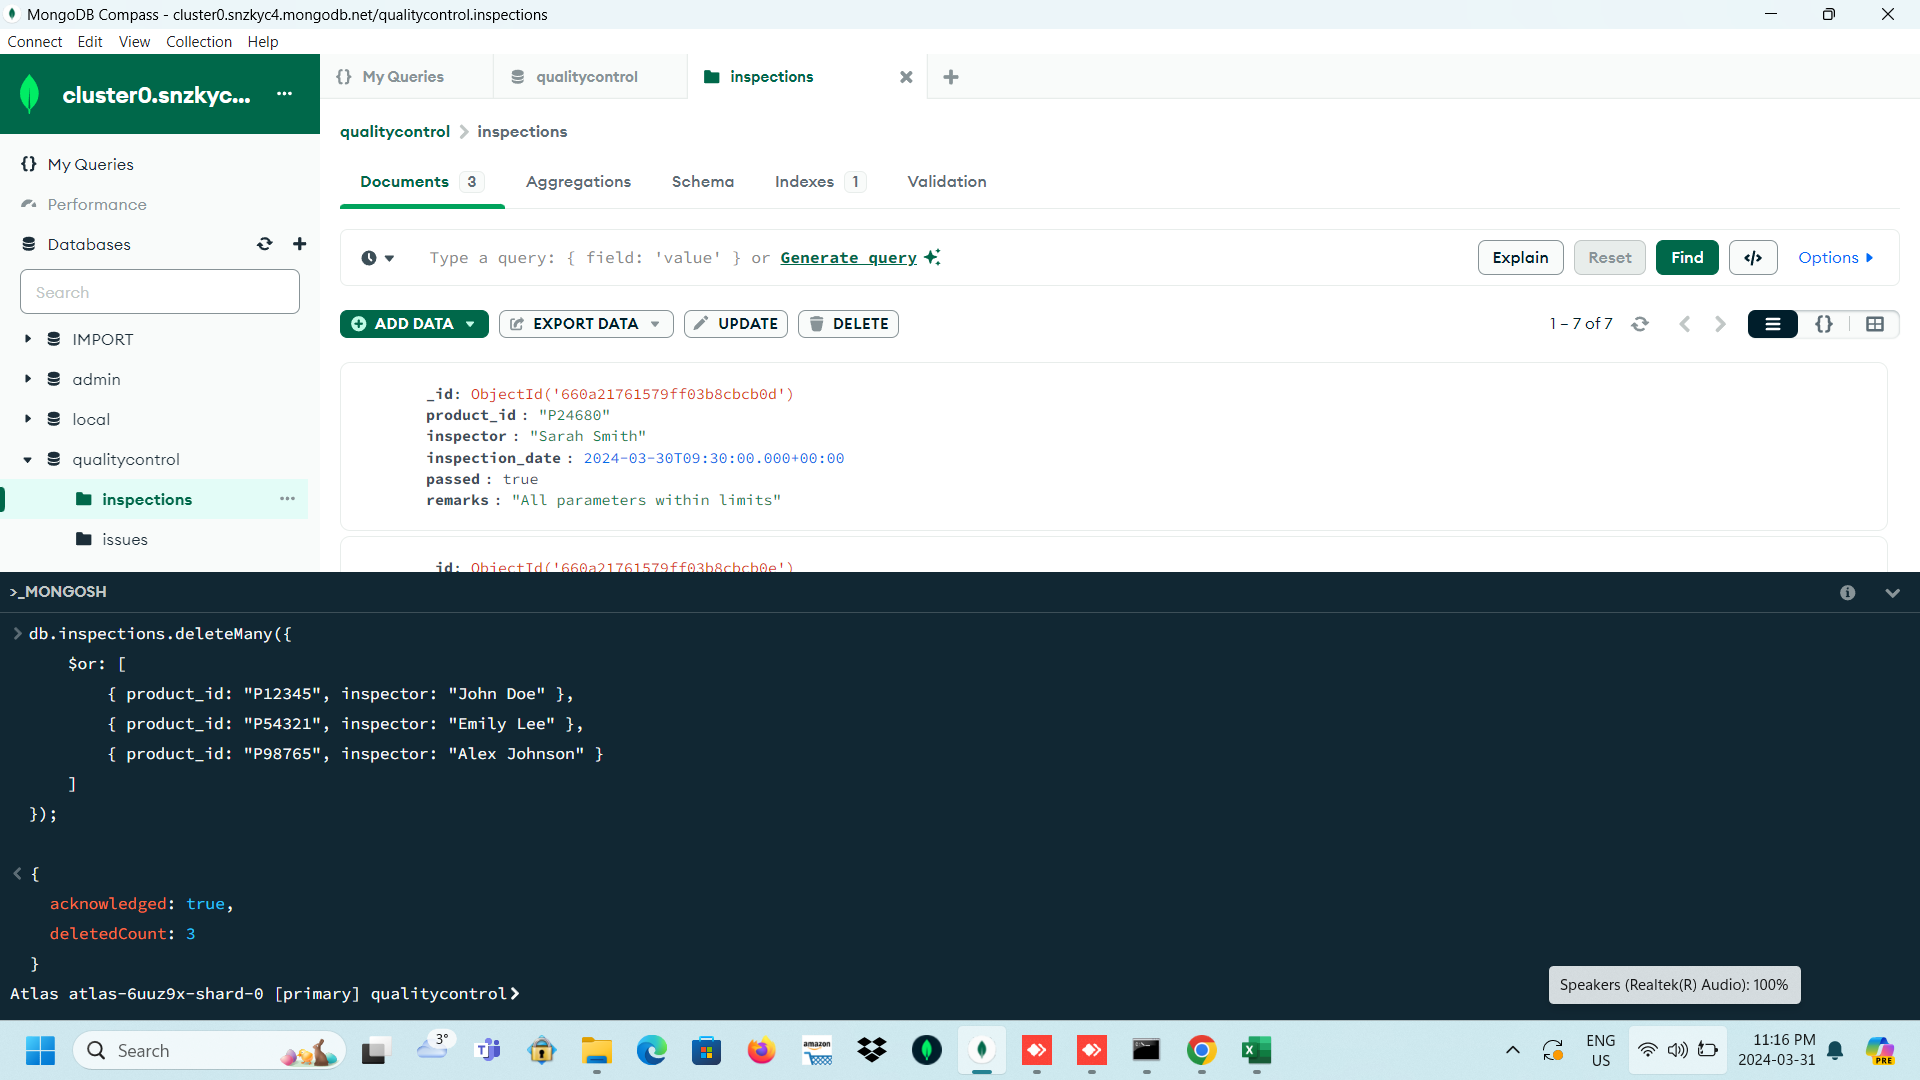 MongoDB Compass - cluster0.snzkyc4.mongodb.net/qualitycontrol.inspections
Connect Edit View Collection Help
cluster0.snzkyc... ...
{} My Queries
qualitycontrol
inspections
My Queries
Performance
Databases
Search
IMPORT
admin
local
qualitycontrol
inspections
issues
qualitycontrol > inspections
Documents 3 Aggregations Schema Indexes 1 Validation
Type a query: { field: 'value' } or Generate query
Explain Reset Find </> Options
ADD DATA EXPORT DATA UPDATE DELETE
1 – 7 of 7
{}
_id: ObjectId('660a21761579ff03b8cbcb0d')
product_id : "P24680"
inspector : "Sarah Smith"
inspection_date : 2024-03-30T09:30:00.000+00:00
passed : true
remarks : "All parameters within limits"
_id: ObjectId('660a21761579ff03b8cbcb0e')
>_MONGOSH
> db.inspections.deleteMany({
$or: [
{ product_id: "P12345", inspector: "John Doe" },
{ product_id: "P54321", inspector: "Emily Lee" },
{ product_id: "P98765", inspector: "Alex Johnson" }
]
});
< {
acknowledged: true,
deletedCount: 3
}
Atlas atlas-6uuz9x-shard-0 [primary] qualitycontrol>
Speakers (Realtek(R) Audio): 100%
Search
3°
amazon
ENG
US
11:16 PM
2024-03-31
PRE